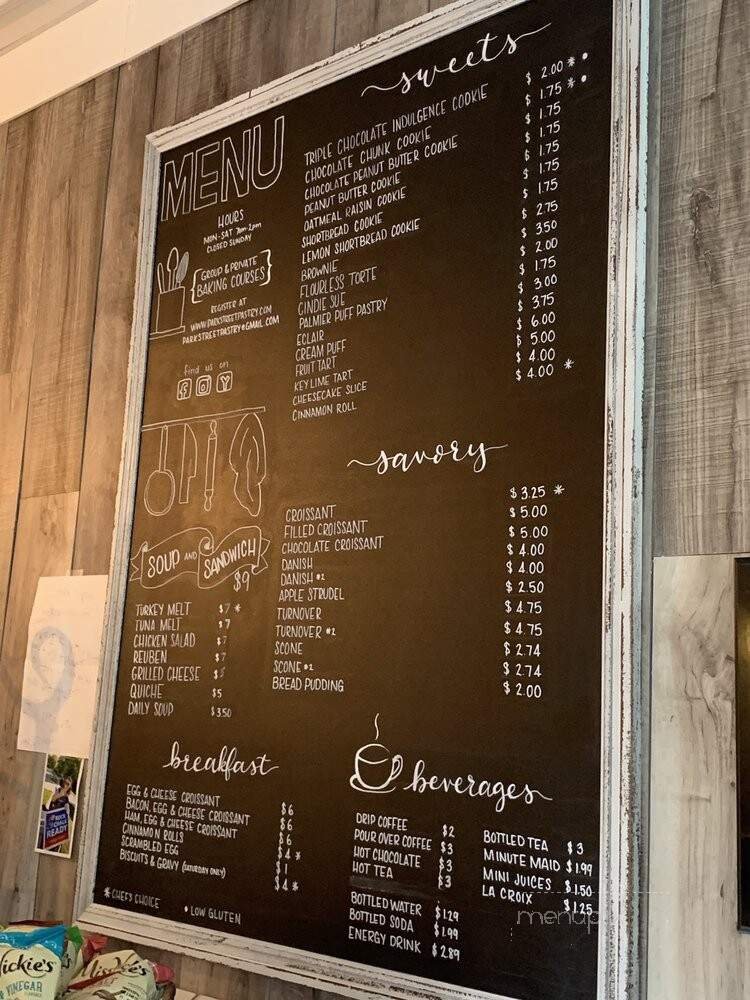 MENU
HOURS
MON-SAT 7am-2pm
CLOSED SUNDAY
GROUP & PRIVATE
BAKING COURSES
REGISTER AT
WWW.PARKSTREETPASTRY.COM
PARKSTREETPASTRY@GMAIL.COM
find us on
SOUP AND SANDWICH
$9
TURKEY MELT $7 *
TUNA MELT $7
CHICKEN SALAD $7
REUBEN $7
GRILLED CHEESE
QUICHE $5
DAILY SOUP $3.50
sweets
TRIPLE CHOCOLATE INDULGENCE COOKIE
CHOCOLATE CHUNK COOKIE
CHOCOLATE PEANUT BUTTER COOKIE
PEANUT BUTTER COOKIE
OATMEAL RAISIN COOKIE
SHORTBREAD COOKIE
LEMON SHORTBREAD COOKIE
BROWNIE
FLOURLESS TORTE
CINDIE SUE
PALMIER PUFF PASTRY
ECLAIR
CREAM PUFF
FRUIT TART
KEY LIME TART
CHEESECAKE SLICE
CINNAMON ROLL
$ 2.00 * •
$ 1.75 * •
$ 1.75
$ 1.75
$ 1.75
$ 1.75
$ 2.75
$ 3.50
$ 2.00
$ 1.75
$ 3.00
$ 3.75
$ 6.00
$ 5.00
$ 4.00
$ 4.00 *
savory
CROISSANT $3.25 *
FILLED CROISSANT $5.00
CHOCOLATE CROISSANT $5.00
DANISH $4.00
DANISH #2 $4.00
APPLE STRUDEL $2.50
TURNOVER $4.75
TURNOVER #2 $4.75
SCONE $2.74
SCONE #2 $2.74
BREAD PUDDING $2.00
breakfast
EGG & CHEESE CROISSANT $6
BACON, EGG & CHEESE CROISSANT $6
HAM, EGG & CHEESE CROISSANT $6
CINNAMON ROLLS $4 *
SCRAMBLED EGG $1
BISCUITS & GRAVY (SATURDAY ONLY) $4 *
* CHEF'S CHOICE • LOW GLUTEN
beverages
DRIP COFFEE $2
POUR OVER COFFEE $3
HOT CHOCOLATE $3
HOT TEA $3
BOTTLED WATER $1.29
BOTTLED SODA $1.99
ENERGY DRINK $2.89
BOTTLED TEA $3
MINUTE MAID $1.99
MINI JUICES $1.50
LA CROIX $1.25
ROCK
CHALK
READY
VINEGAR